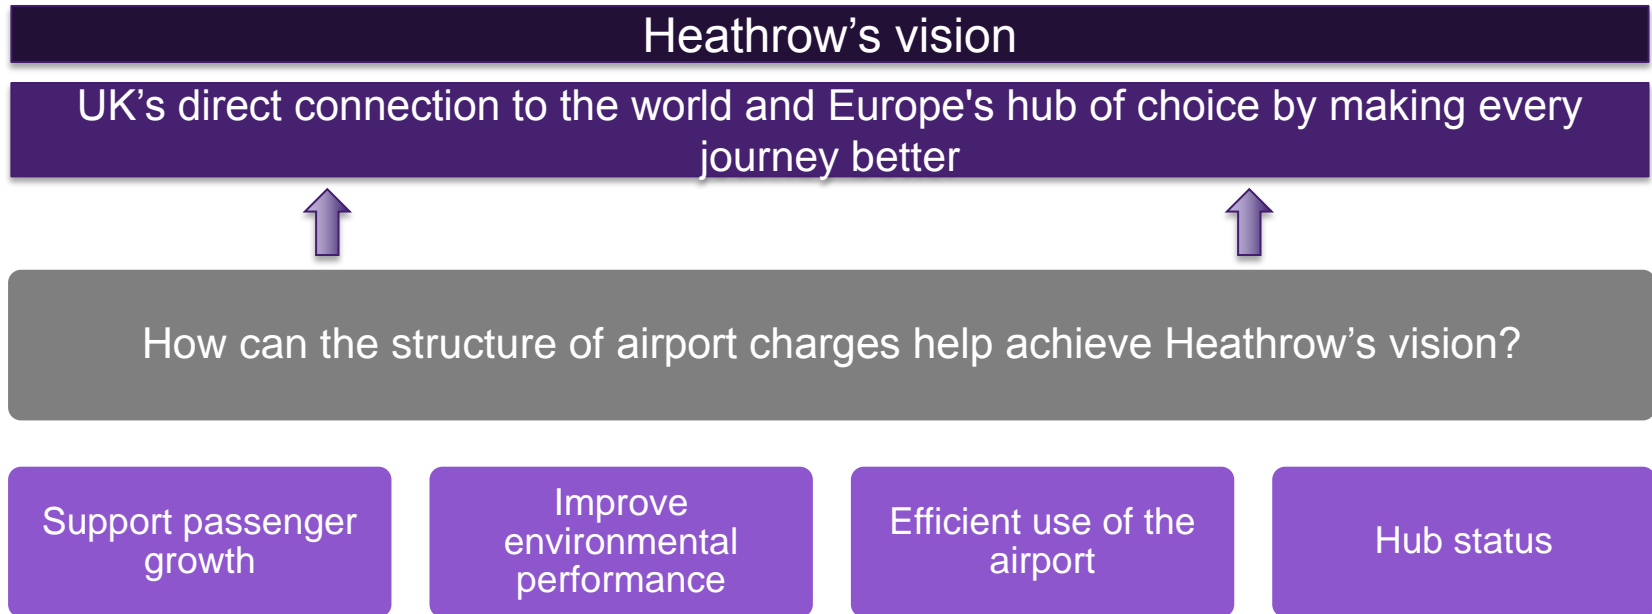 Heathrow’s vision
UK’s direct connection to the world and Europe's hub of choice by making every
journey better
How can the structure of airport charges help achieve Heathrow’s vision?
Support passenger
growth
Improve
environmental
performance
Efficient use of the
airport
Hub status